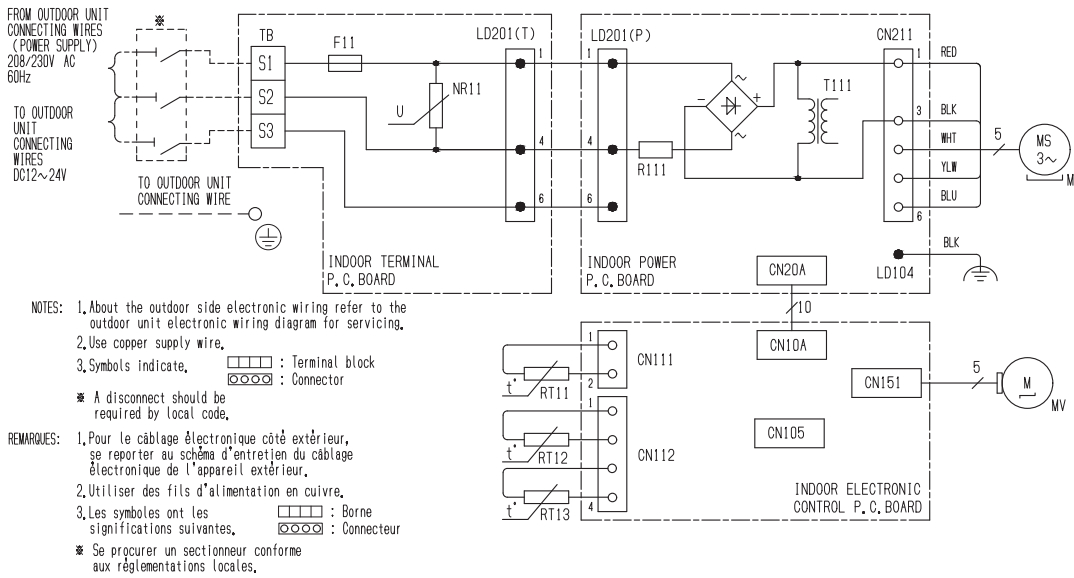 FROM OUTDOOR UNIT
CONNECTING WIRES
(POWER SUPPLY)
208/230V AC
60Hz
TO OUTDOOR
UNIT
CONNECTING
WIRES
DC12~24V
※
TO OUTDOOR UNIT
CONNECTING WIRE
TB
S1
S2
S3
F11
NR11
U
LD201(T)
1
4
6
INDOOR TERMINAL
P.C.BOARD
LD201(P)
1
4
6
R111
~
-
+
~
T111
CN211
1
3
6
RED
BLK
WHT
YLW
BLU
5
MS
3~
MF
BLK
LD104
INDOOR POWER
P.C.BOARD
CN20A
10
CN10A
CN111
1
2
t°
RT11
CN112
1
4
t°
RT12
t°
RT13
CN151
5
M
MV
CN105
INDOOR ELECTRONIC
CONTROL P.C.BOARD
NOTES: 1.About the outdoor side electronic wiring refer to the
outdoor unit electronic wiring diagram for servicing.
2.Use copper supply wire.
3.Symbols indicate. : Terminal block
: Connector
※ A disconnect should be
required by local code.
REMARQUES: 1.Pour le câblage électronique côté extérieur,
se reporter au schéma d'entretien du câblage
électronique de l'appareil extérieur.
2.Utiliser des fils d'alimentation en cuivre.
3.Les symboles ont les : Borne
significations suivantes. : Connecteur
※ Se procurer un sectionneur conforme
aux réglementations locales.